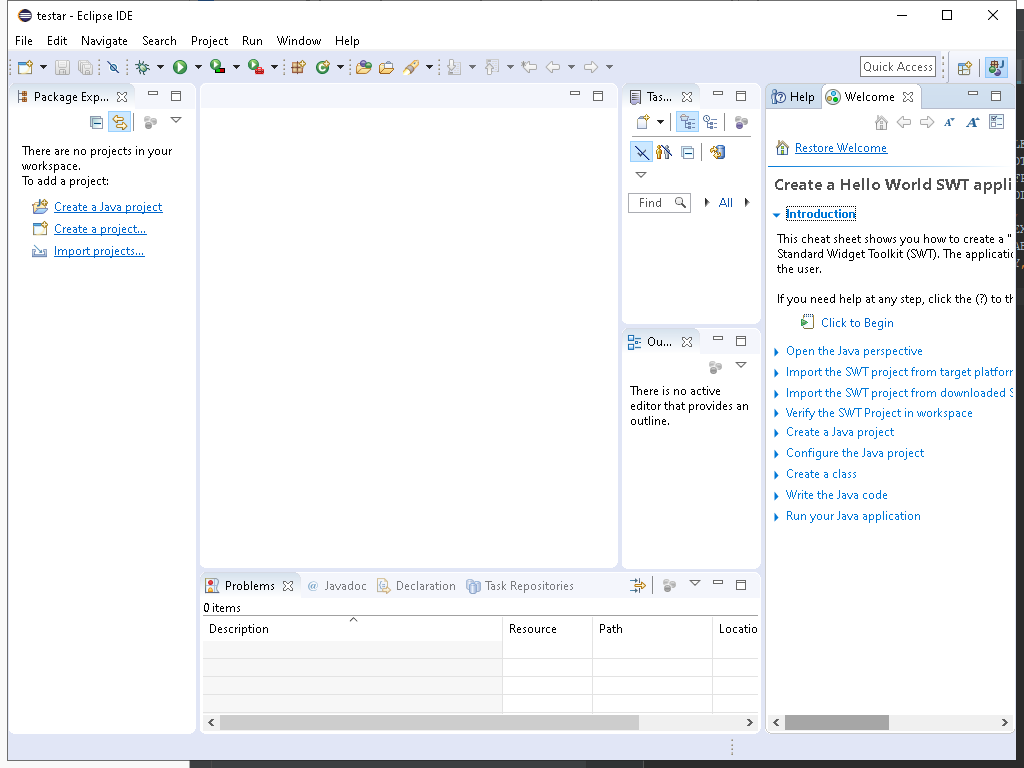 testar - Eclipse IDE
File Edit Navigate Search Project Run Window Help
Quick Access
Package Exp...
There are no projects in your
workspace.
To add a project:
Create a Java project
Create a project...
Import projects...
Tas...
Find
All
Ou...
There is no active
editor that provides an
outline.
Help Welcome
Restore Welcome
Create a Hello World SWT appli
Introduction
This cheat sheet shows you how to create a "
Standard Widget Toolkit (SWT). The applicatio
the user.
If you need help at any step, click the (?) to th
Click to Begin
Open the Java perspective
Import the SWT project from target platform
Import the SWT project from downloaded S
Verify the SWT Project in workspace
Create a Java project
Configure the Java project
Create a class
Write the Java code
Run your Java application
Problems @ Javadoc Declaration Task Repositories
0 items
Description Resource Path Locatio